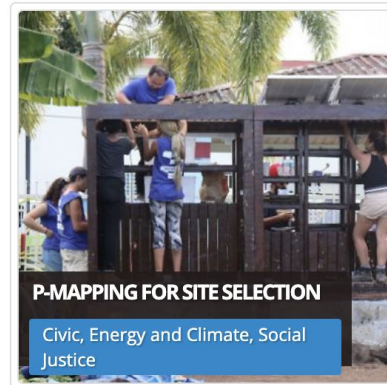 P-MAPPING FOR SITE SELECTION
Civic, Energy and Climate, Social
Justice